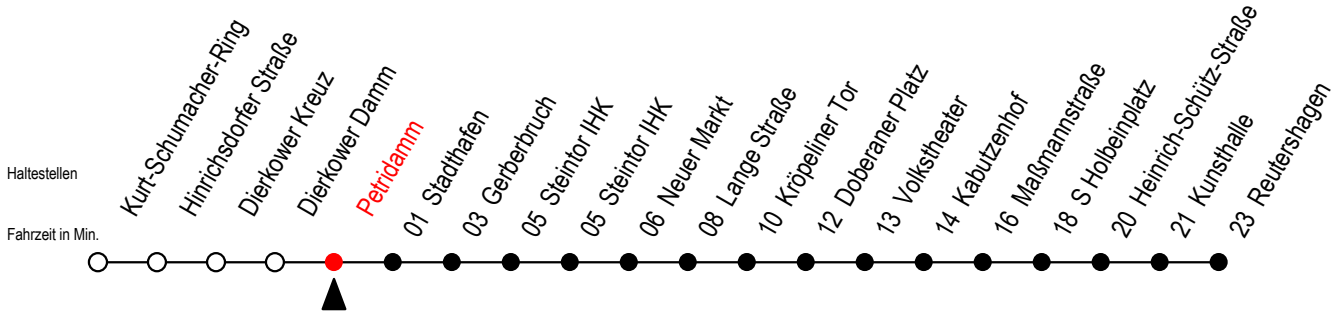 Haltestellen
Fahrzeit in Min.
Kurt-Schumacher-Ring
Hinrichsdorfer Straße
Dierkower Kreuz
Dierkower Damm
Petridamm
01 Stadthafen
03 Gerberbruch
05 Steintor IHK
05 Steintor IHK
06 Neuer Markt
08 Lange Straße
10 Kröpeliner Tor
12 Doberaner Platz
13 Volkstheater
14 Kabutzenhof
16 Maßmannstraße
18 S Holbeinplatz
20 Heinrich-Schütz-Straße
21 Kunsthalle
23 Reutershagen